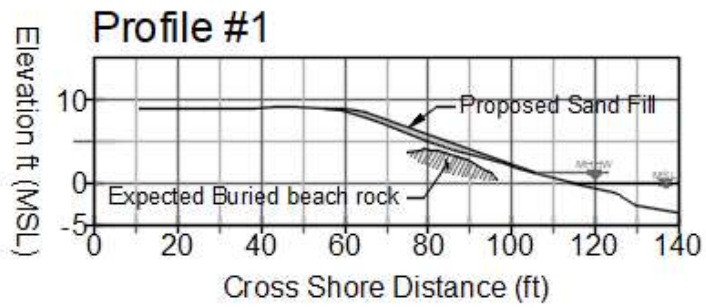 Profile #1
Elevation ft (MSL)
10
0
-5
Proposed Sand Fill
MHHW
MSL
Expected Buried beach rock
0 20 40 60 80 100 120 140
Cross Shore Distance (ft)